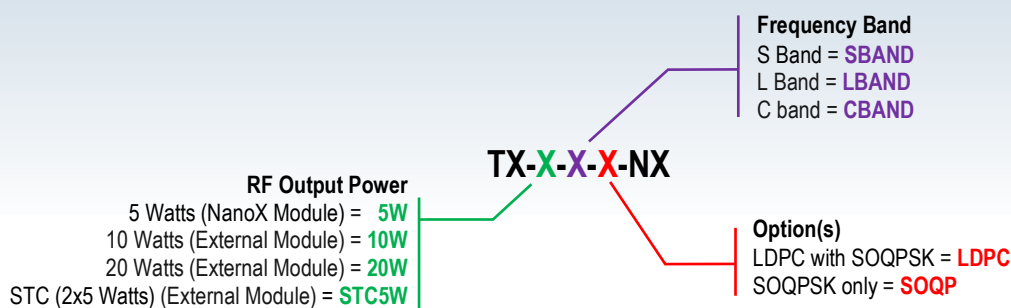 Frequency Band
S Band = SBAND
L Band = LBAND
C band = CBAND
TX-X-X-X-NX
RF Output Power
5 Watts (NanoX Module) = 5W
10 Watts (External Module) = 10W
20 Watts (External Module) = 20W
STC (2x5 Watts) (External Module) = STC5W
Option(s)
LDPC with SOQPSK = LDPC
SOQPSK only = SOQP